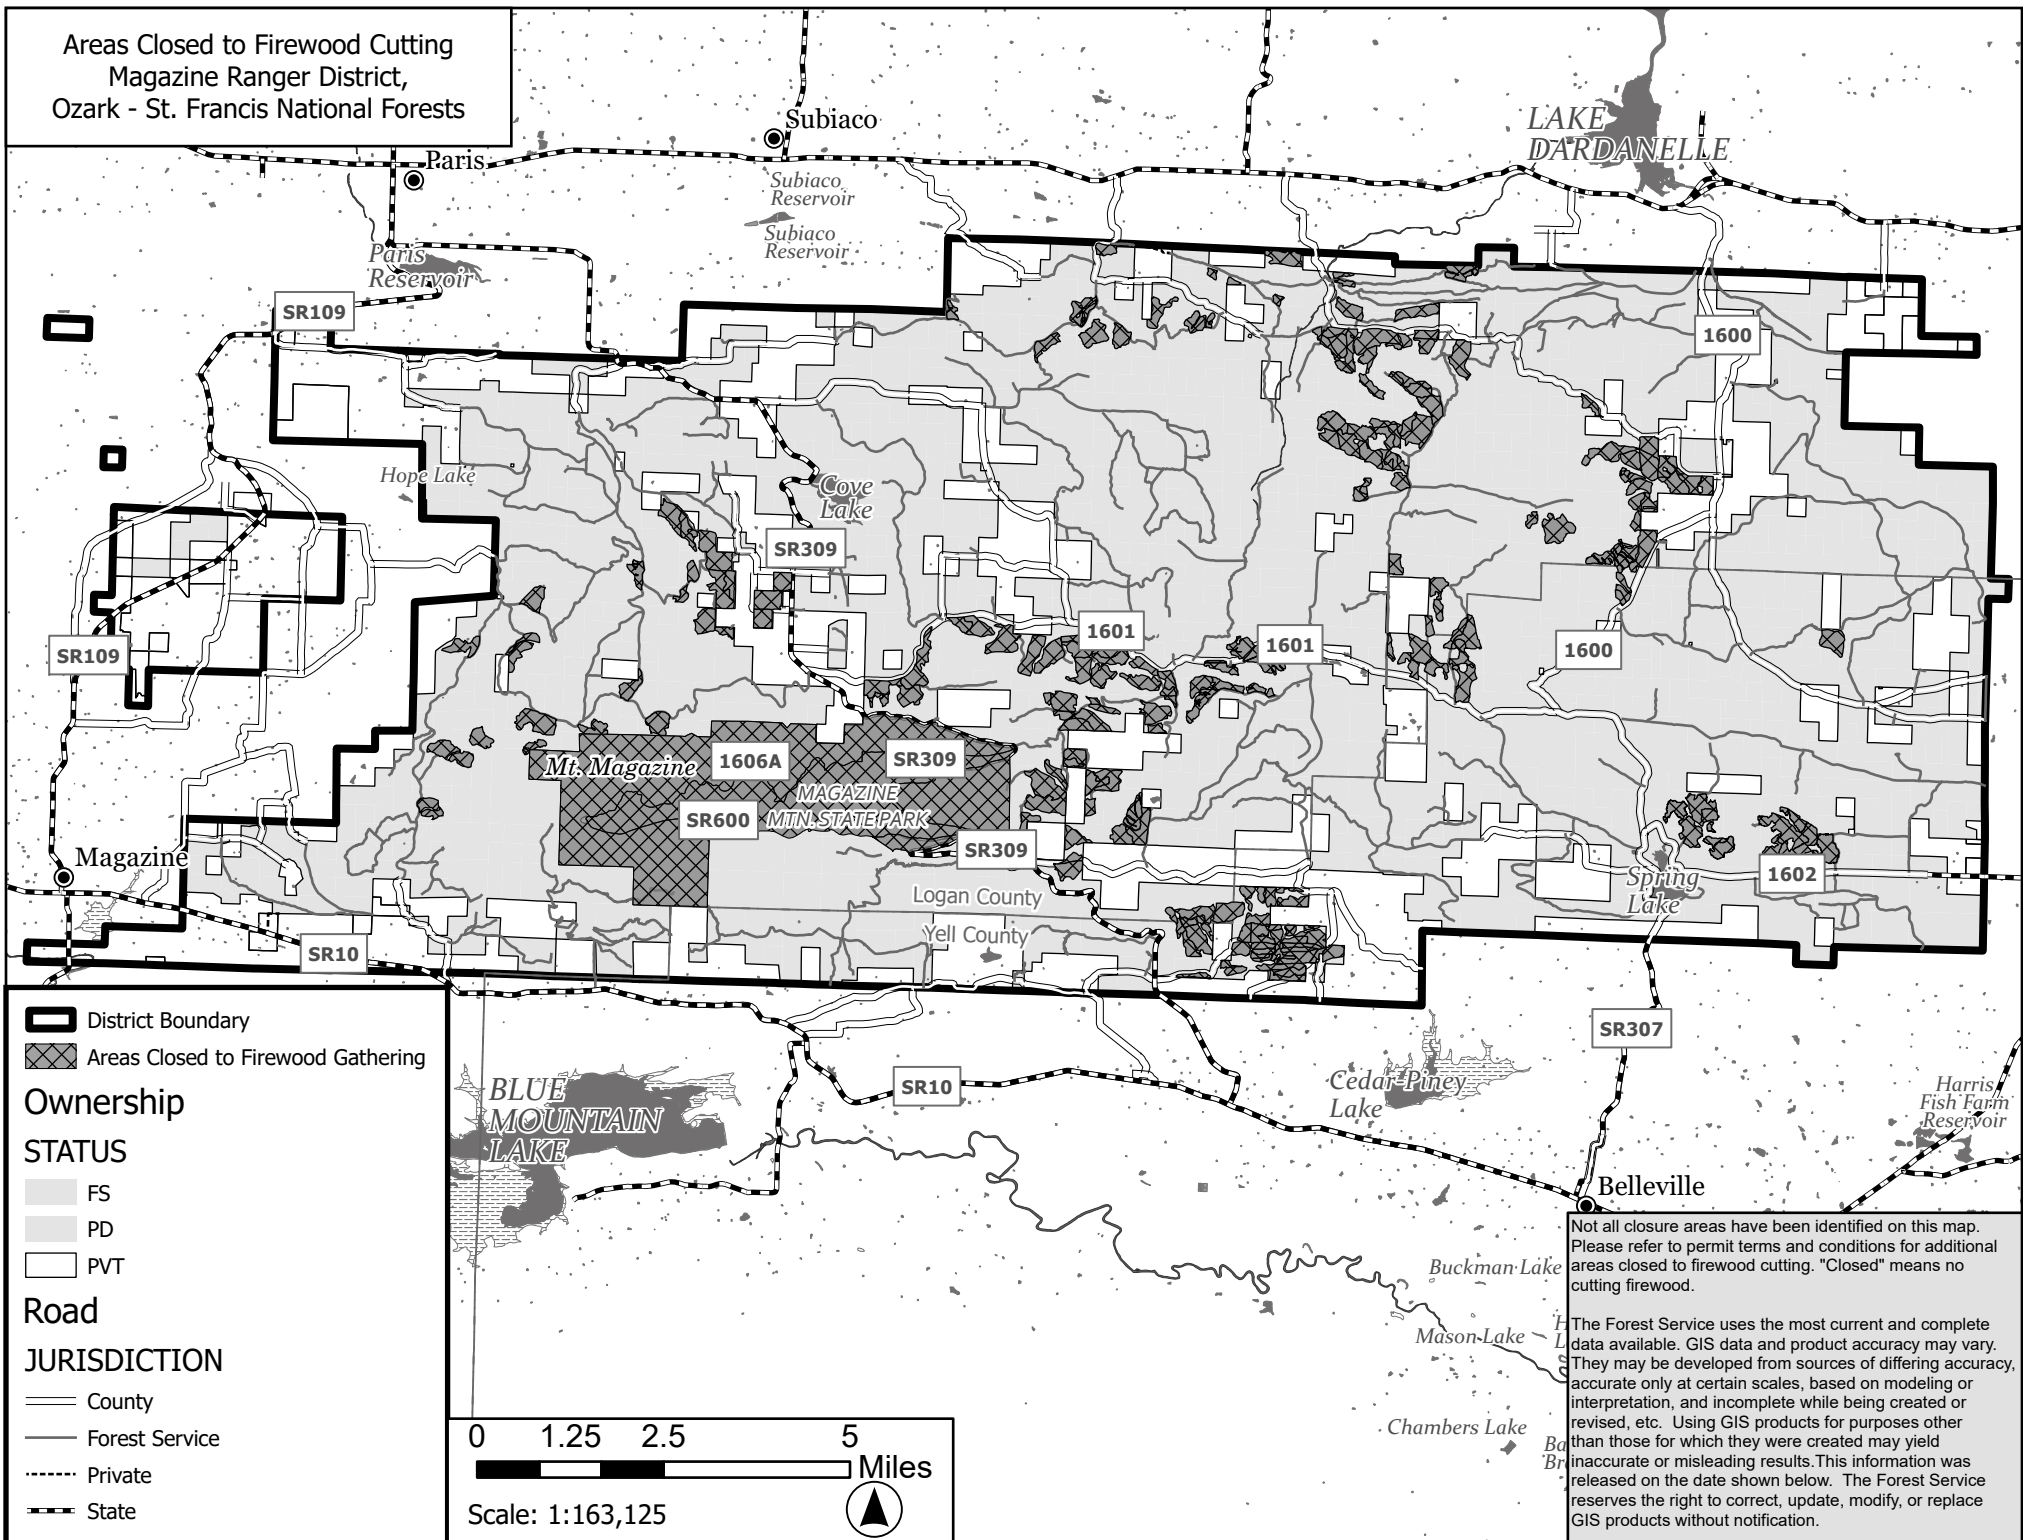 Areas Closed to Firewood Cutting
Magazine Ranger District,
Ozark - St. Francis National Forests
Subiaco
LAKE
DARDANELLE
Paris
Subiaco
Reservoir
Subiaco
Reservoir
Paris
Reservoir
SR109
1600
Hope Lake
Cove
Lake
SR309
SR109
1601
1601
1600
Mt. Magazine
1606A
SR309
MAGAZINE
MTN. STATE PARK
SR600
SR309
Magazine
Spring
Lake
1602
Logan County
Yell County
SR10
SR307
SR10
BLUE
MOUNTAIN
LAKE
Cedar-Piney
Lake
Harris
Fish Farm
Reservoir
Belleville
Buckman Lake
Mason Lake
Chambers Lake
District Boundary
Areas Closed to Firewood Gathering
Ownership
STATUS
FS
PD
PVT
Road
JURISDICTION
County
Forest Service
Private
State
0 1.25 2.5 5
Miles
Scale: 1:163,125
Not all closure areas have been identified on this map.
Please refer to permit terms and conditions for additional
areas closed to firewood cutting. "Closed" means no
cutting firewood.
The Forest Service uses the most current and complete
data available. GIS data and product accuracy may vary.
They may be developed from sources of differing accuracy,
accurate only at certain scales, based on modeling or
interpretation, and incomplete while being created or
revised, etc. Using GIS products for purposes other
than those for which they were created may yield
inaccurate or misleading results.This information was
released on the date shown below. The Forest Service
reserves the right to correct, update, modify, or replace
GIS products without notification.